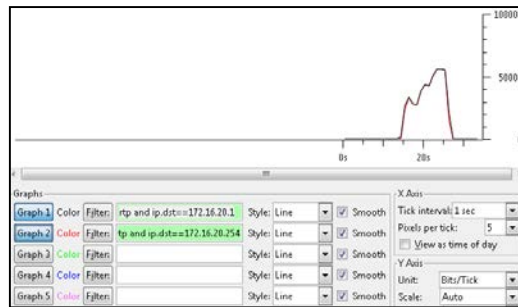 10000
5000
0s 20s
Graphs
X Axis
Graph 1 Color Filter: rtp and ip.dst==172.16.20.1 Style: Line Smooth
Tick interval: 1 sec
Graph 2 Color Filter: tp and ip.dst==172.16.20.254 Style: Line Smooth
Pixels per tick: 5
Graph 3 Color Filter: Style: Line Smooth
View as time of day
Y Axis
Graph 4 Color Filter: Style: Line Smooth
Unit: Bits/Tick
Graph 5 Color Filter: Style: Line Smooth
Scale: Auto